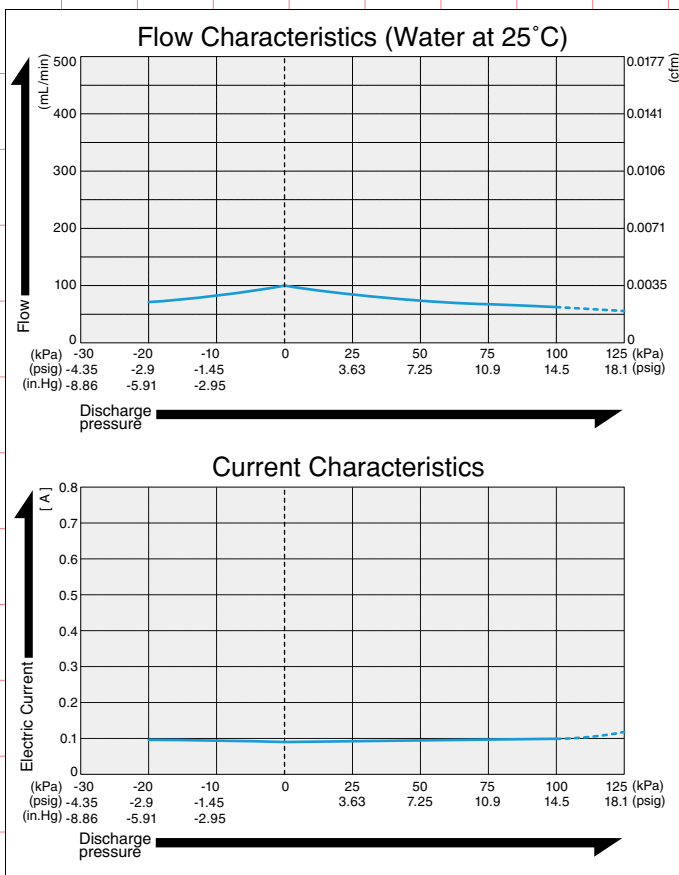 Flow Characteristics (Water at 25˚C)
500
400
300
200
100
0
(mL/min)
Flow
0.0177
0.0141
0.0106
0.0071
0.0035
0
(cfm)
(kPa) -30 -20 -10 0 25 50 75 100 125 (kPa)
(psig) -4.35 -2.9 -1.45 3.63 7.25 10.9 14.5 18.1 (psig)
(in.Hg) -8.86 -5.91 -2.95
Discharge
pressure
Current Characteristics
0.8
0.7
0.6
0.5
0.4
0.3
0.2
0.1
0
[ A ]
Electric Current
(kPa) -30 -20 -10 0 25 50 75 100 125 (kPa)
(psig) -4.35 -2.9 -1.45 3.63 7.25 10.9 14.5 18.1 (psig)
(in.Hg) -8.86 -5.91 -2.95
Discharge
pressure